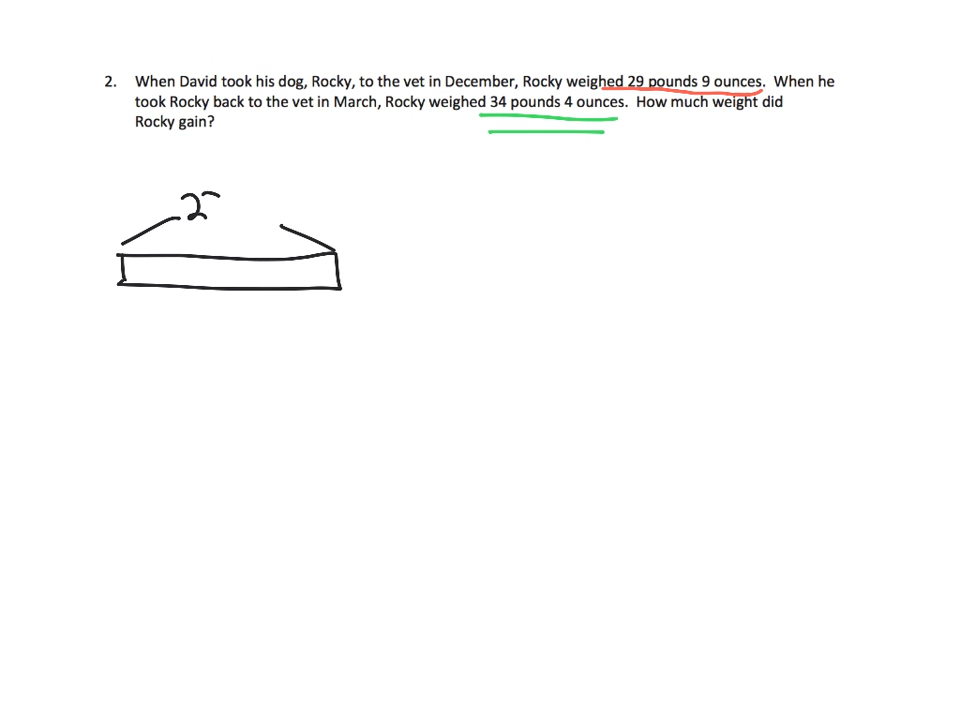 2. When David took his dog, Rocky, to the vet in December, Rocky weighed 29 pounds 9 ounces. When he
took Rocky back to the vet in March, Rocky weighed 34 pounds 4 ounces. How much weight did
Rocky gain?
2